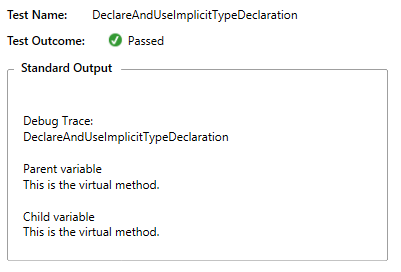 Test Name: DeclareAndUseImplicitTypeDeclaration
Test Outcome: Passed
Standard Output
Debug Trace:
DeclareAndUseImplicitTypeDeclaration
Parent variable
This is the virtual method.
Child variable
This is the virtual method.